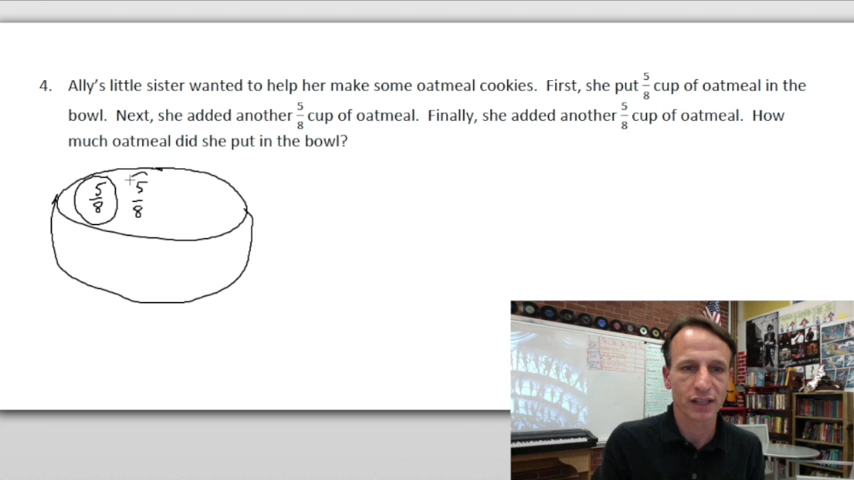 4. Ally's little sister wanted to help her make some oatmeal cookies. First, she put 5/8 cup of oatmeal in the
bowl. Next, she added another 5/8 cup of oatmeal. Finally, she added another 5/8 cup of oatmeal. How
much oatmeal did she put in the bowl?
5/8 5/8